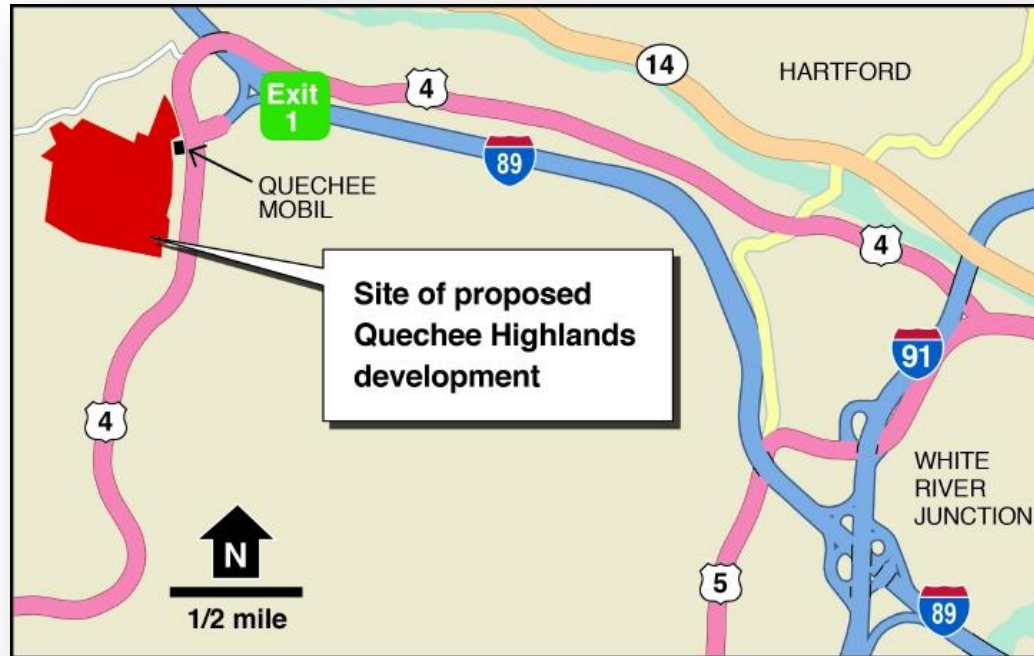 14
HARTFORD
4
Exit
1
89
QUECHEE
MOBIL
4
Site of proposed
Quechee Highlands
development
91
4
WHITE
RIVER
JUNCTION
N
5
89
1/2 mile